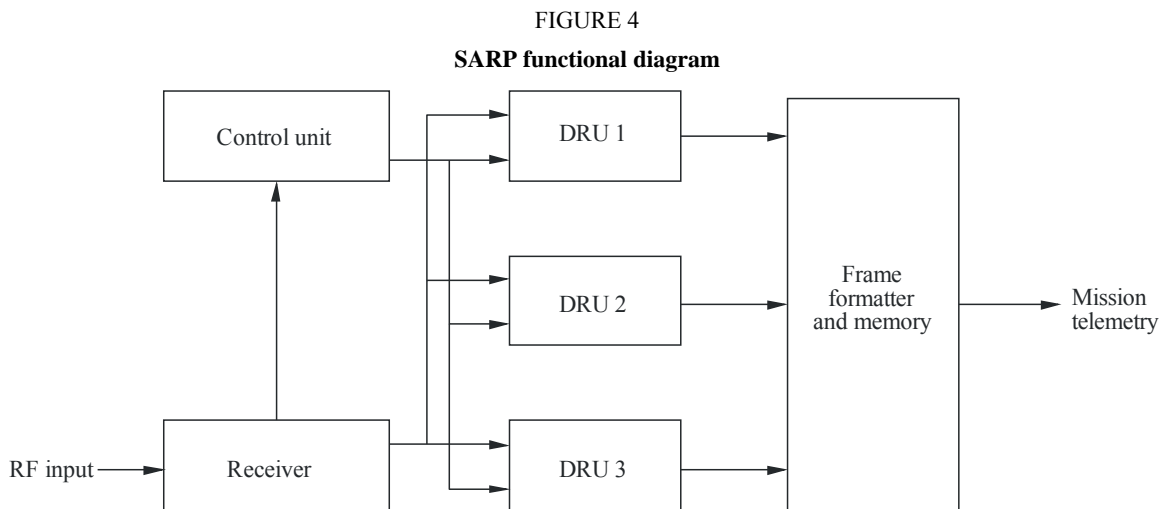 FIGURE 4
SARP functional diagram
Control unit
DRU 1
DRU 2
Frame
formatter
and memory
Mission
telemetry
RF input
Receiver
DRU 3